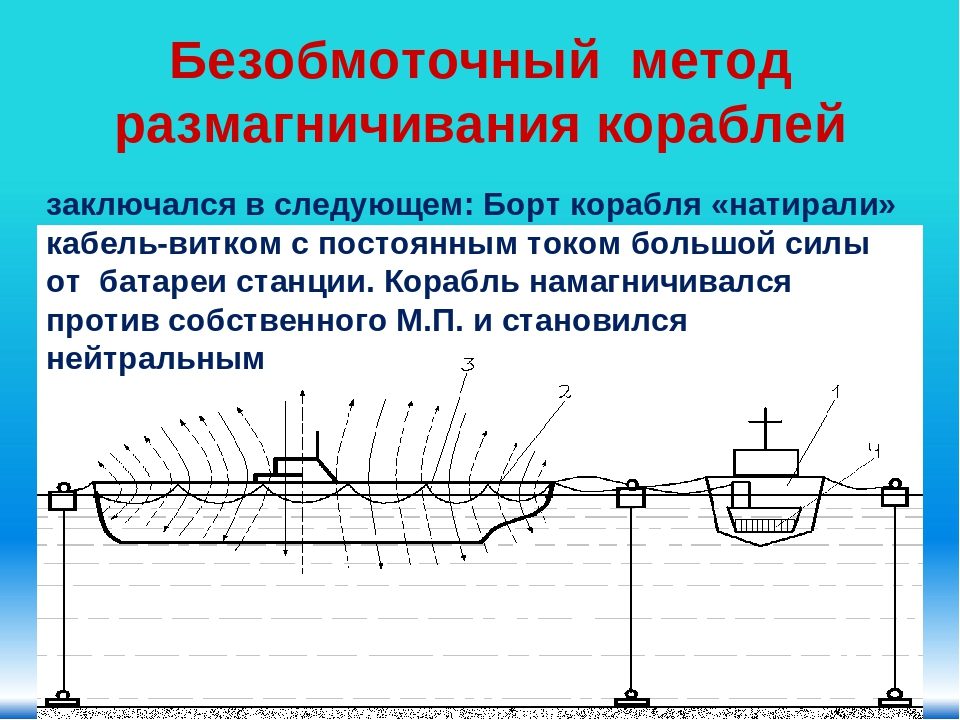 Безобмоточный метод
размагничивания кораблей
заключался в следующем: Борт корабля «натирали»
кабель-витком с постоянным током большой силы
от батареи станции. Корабль намагничивался
против собственного М.П. и становился
нейтральным
3
2
1
4